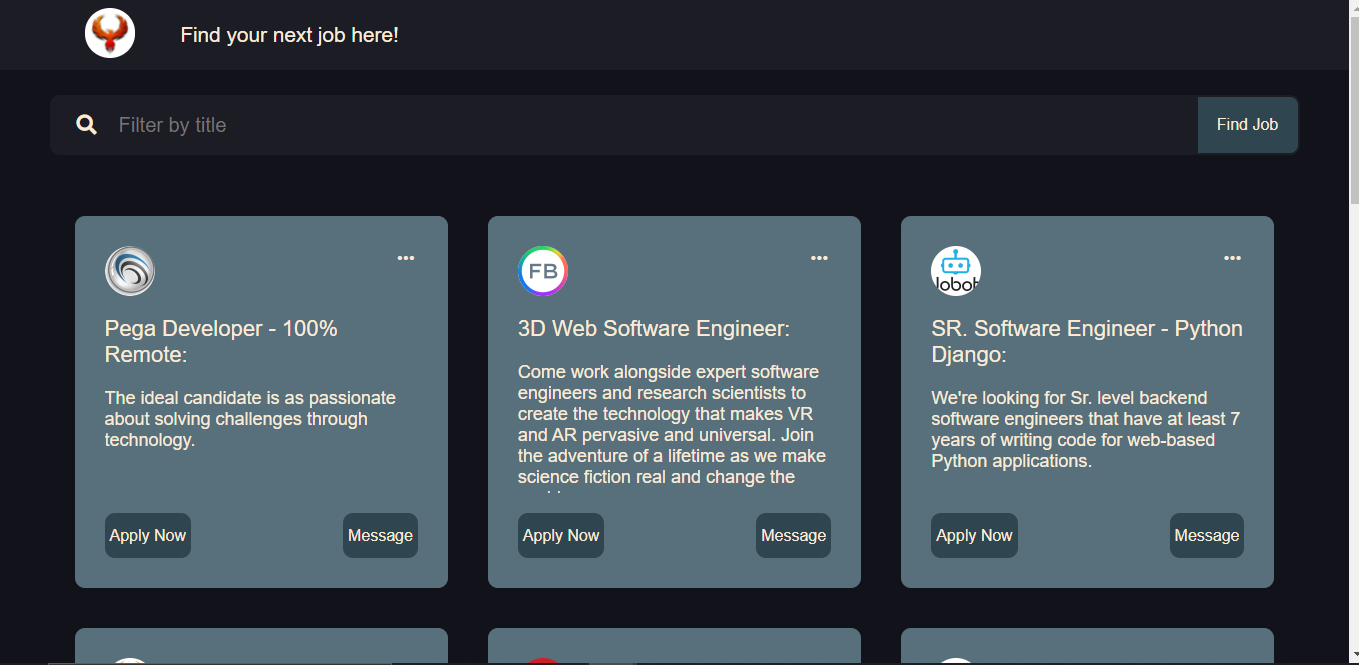 Find your next job here!
Filter by title
Find Job
FB
lobot
Pega Developer - 100%
Remote:
The ideal candidate is as passionate
about solving challenges through
technology.
Apply Now
Message
3D Web Software Engineer:
Come work alongside expert software
engineers and research scientists to
create the technology that makes VR
and AR pervasive and universal. Join
the adventure of a lifetime as we make
science fiction real and change the
Apply Now
Message
SR. Software Engineer - Python
Django:
We're looking for Sr. level backend
software engineers that have at least 7
years of writing code for web-based
Python applications.
Apply Now
Message